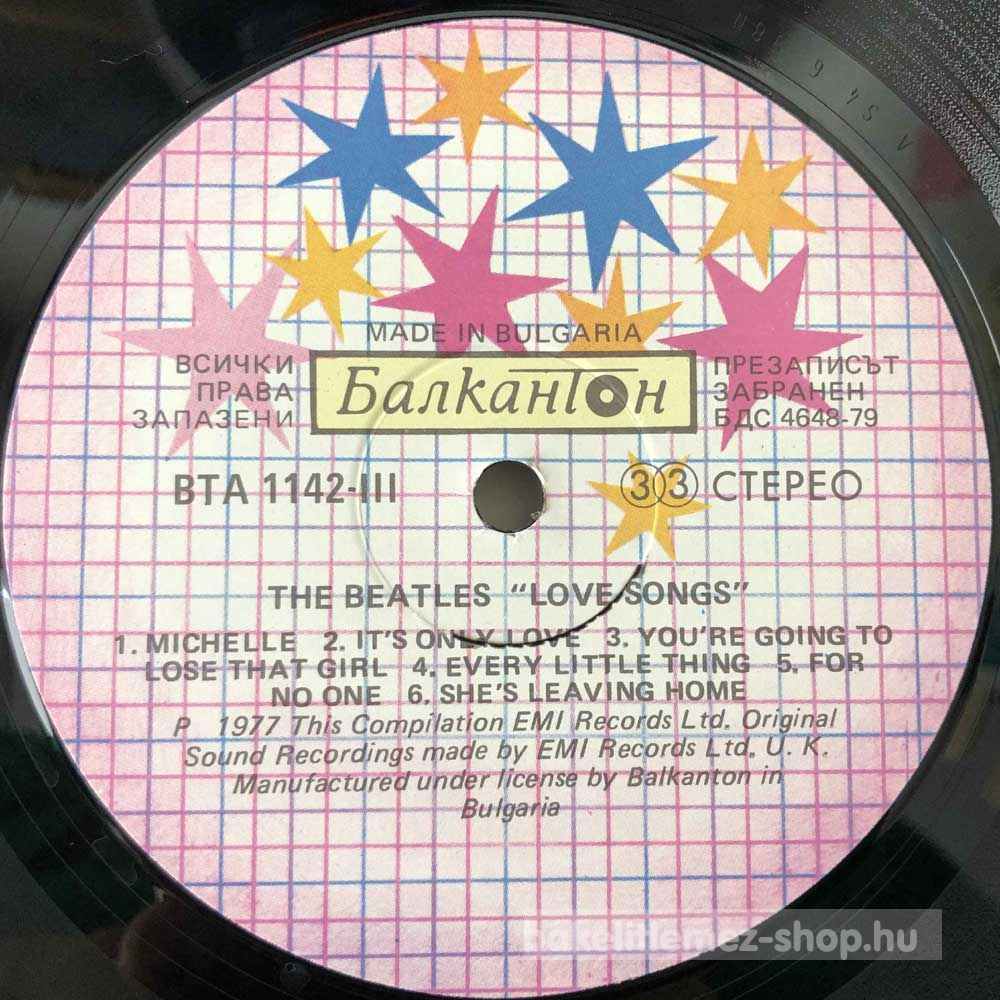 MADE IN BULGARIA
ВСИЧКИ
ПРАВА
ЗАПАЗЕНИ
Балкантон
ПРЕЗАПИСЪТ
ЗАБРАНЕН
БДС 4648-79
ВТА 1142-III
33 СТЕРЕО
THE BEATLES "LOVE SONGS"
1. MICHELLE 2. IT'S ONLY LOVE 3. YOU'RE GOING TO
LOSE THAT GIRL 4. EVERY LITTLE THING 5. FOR
NO ONE 6. SHE'S LEAVING HOME
P 1977 This Compilation EMI Records Ltd. Original
Sound Recordings made by EMI Records Ltd. U. K.
Manufactured under license by Balkanton in
Bulgaria
bakelitlemez-shop.hu